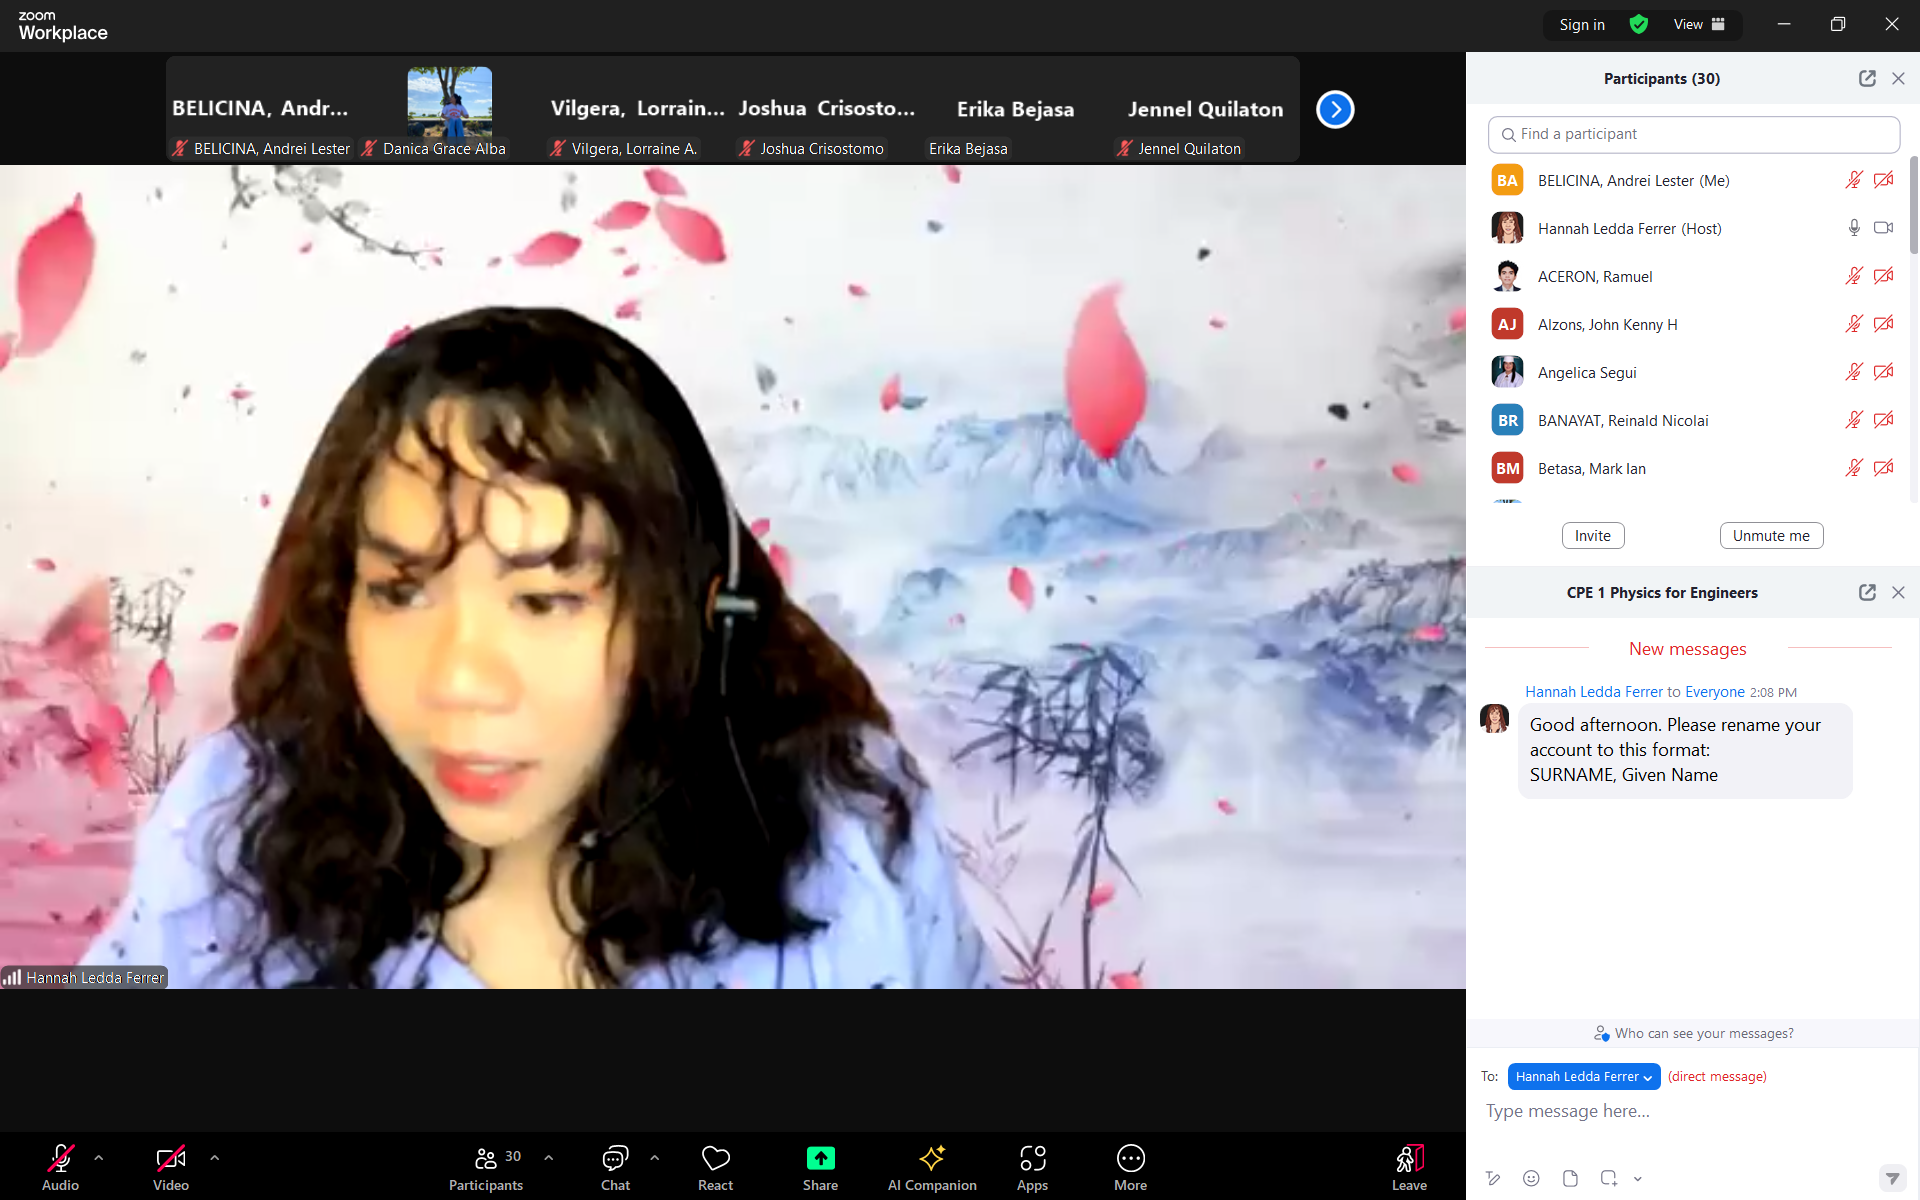 zoom
Workplace
Sign in
View
BELICINA, Andr...
Vilgera, Lorrain...
Joshua Crisosto...
Erika Bejasa
Jennel Quilaton
BELICINA, Andrei Lester
Danica Grace Alba
Vilgera, Lorraine A.
Joshua Crisostomo
Erika Bejasa
Jennel Quilaton
Hannah Ledda Ferrer
Participants (30)
Find a participant
BA
BELICINA, Andrei Lester (Me)
Hannah Ledda Ferrer (Host)
ACERON, Ramuel
AJ
Alzons, John Kenny H
Angelica Segui
BR
BANAYAT, Reinald Nicolai
BM
Betasa, Mark Ian
Invite
Unmute me
CPE 1 Physics for Engineers
New messages
Hannah Ledda Ferrer to Everyone 2:08 PM
Good afternoon. Please rename your
account to this format:
SURNAME, Given Name
Who can see your messages?
To: Hannah Ledda Ferrer (direct message)
Type message here...
Audio
Video
30
Participants
Chat
React
Share
AI Companion
Apps
More
Leave